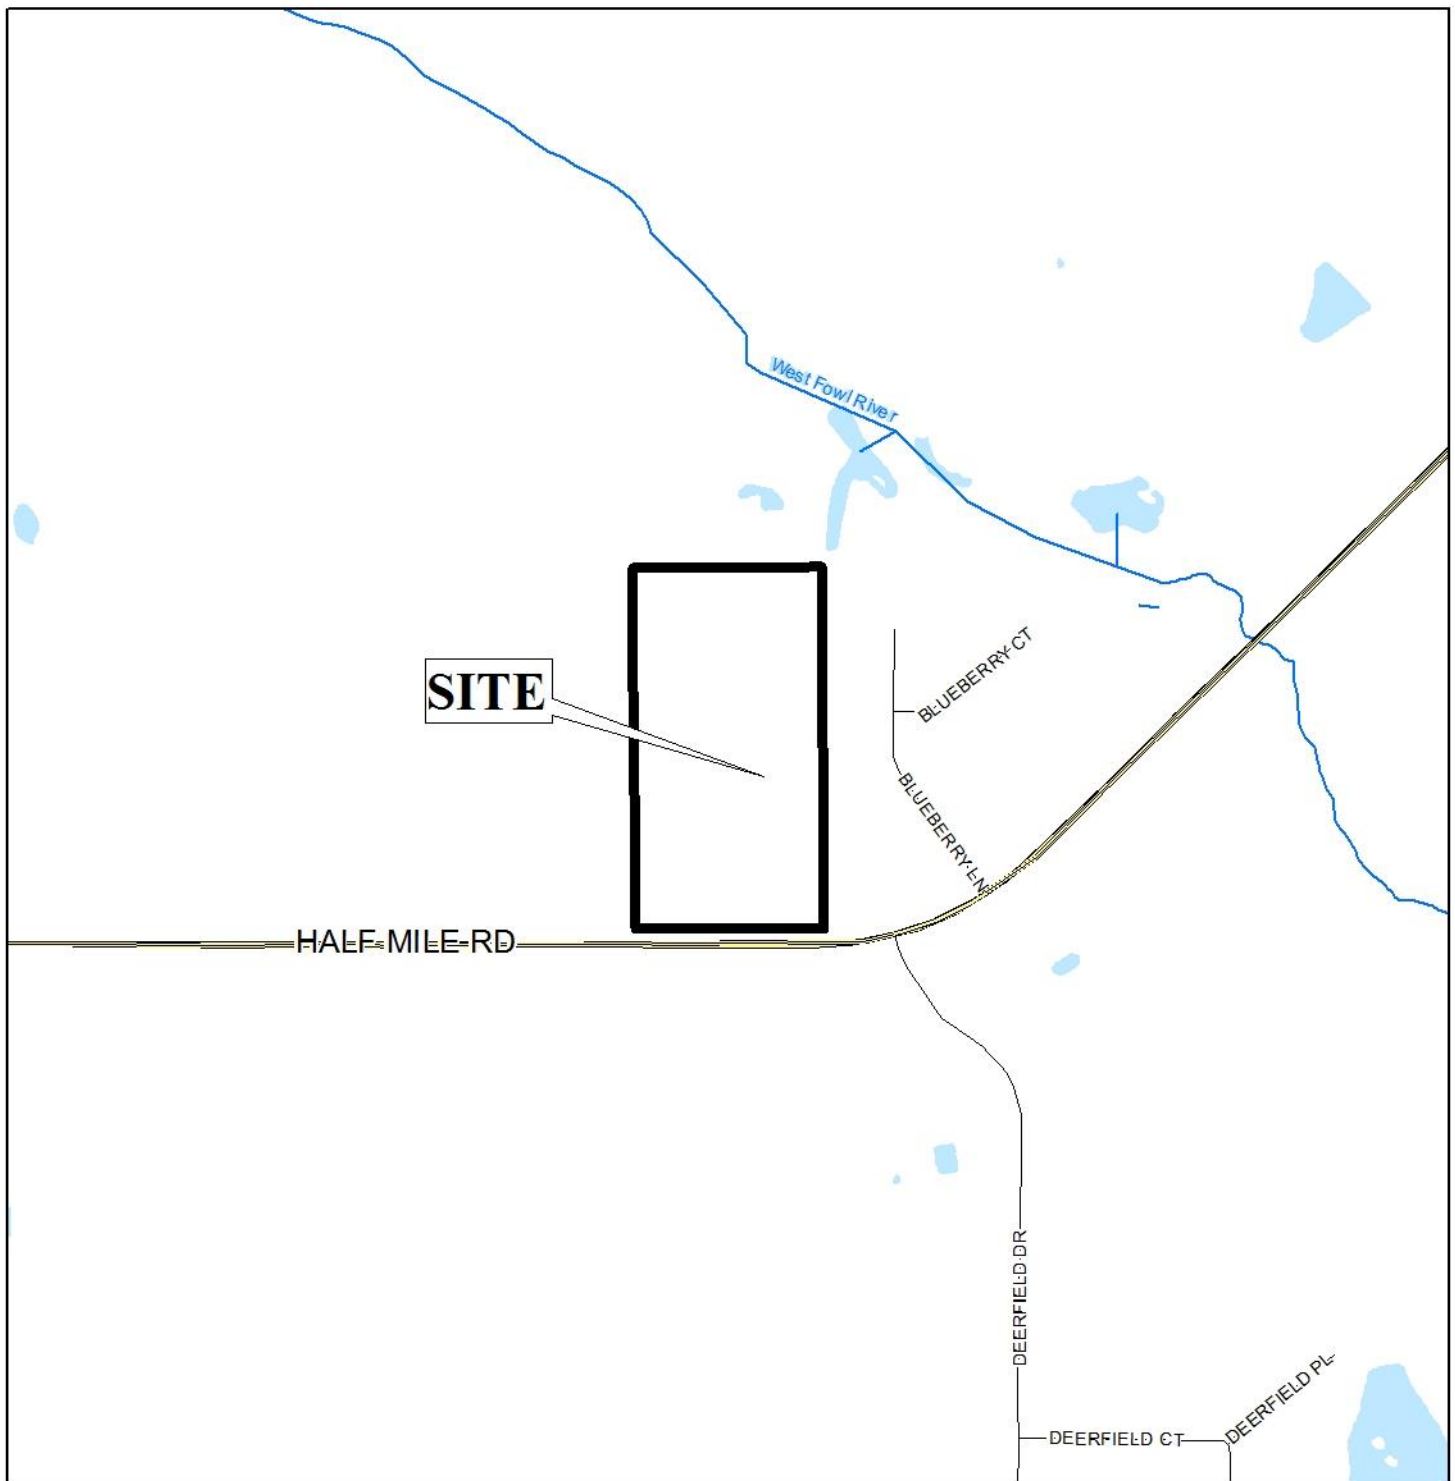 West Fowl River
BLUEBERRY CT
SITE
BLUEBERRY LN
HALF MILE RD
DEERFIELD DR
DEERFIELD PL
DEERFIELD CT